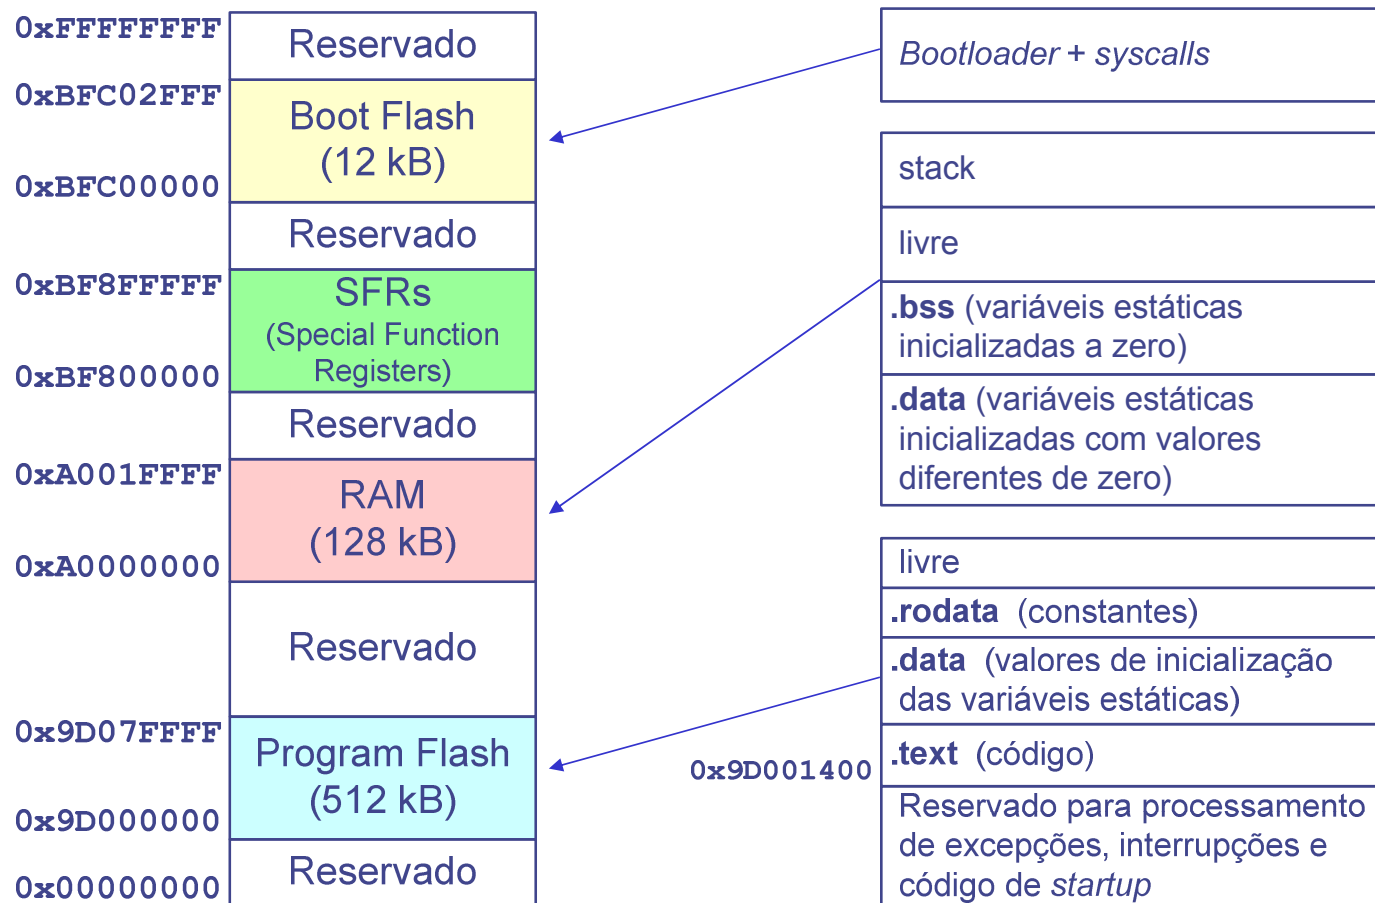 0xFFFFFFFF
Reservado
0xBFC02FFF
Boot Flash
(12 kB)
0xBFC00000
Reservado
0xBF8FFFFF
SFRs
(Special Function
Registers)
0xBF800000
Reservado
0xA001FFFF
RAM
(128 kB)
0xA0000000
Reservado
0x9D07FFFF
Program Flash
(512 kB)
0x9D000000
Reservado
0x00000000
Bootloader + syscalls
stack
livre
.bss (variáveis estáticas
inicializadas a zero)
.data (variáveis estáticas
inicializadas com valores
diferentes de zero)
livre
.rodata (constantes)
.data (valores de inicialização
das variáveis estáticas)
0x9D001400
.text (código)
Reservado para processamento
de excepções, interrupções e
código de startup